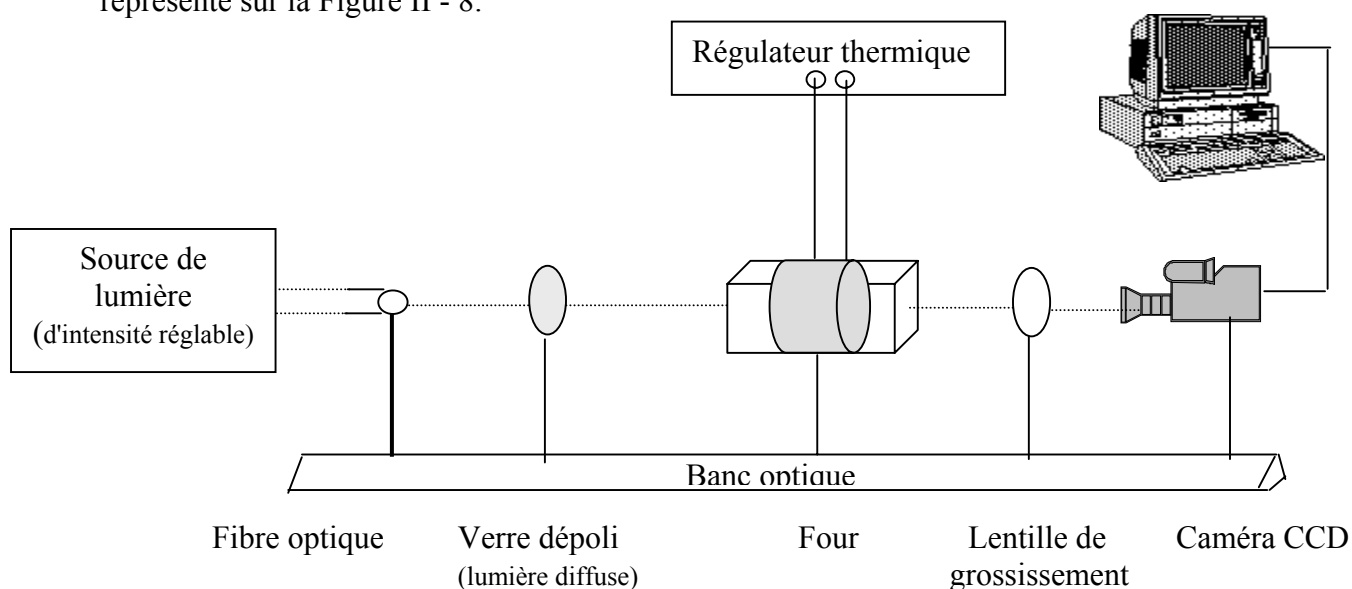 représenté sur la Figure II - 8.
Régulateur thermique
Source de
lumière
(d'intensité réglable)
Banc optique
Fibre optique
Verre dépoli
(lumière diffuse)
Four
Lentille de
grossissement
Caméra CCD